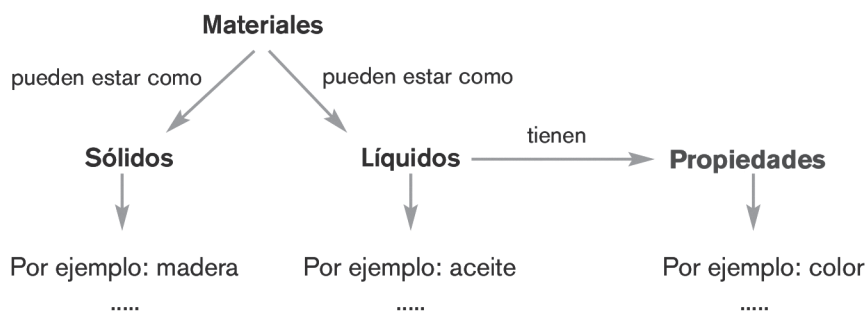 Materiales
pueden estar como
pueden estar como
Sólidos
Líquidos
tienen
Propiedades
Por ejemplo: madera
.....
Por ejemplo: aceite
.....
Por ejemplo: color
.....